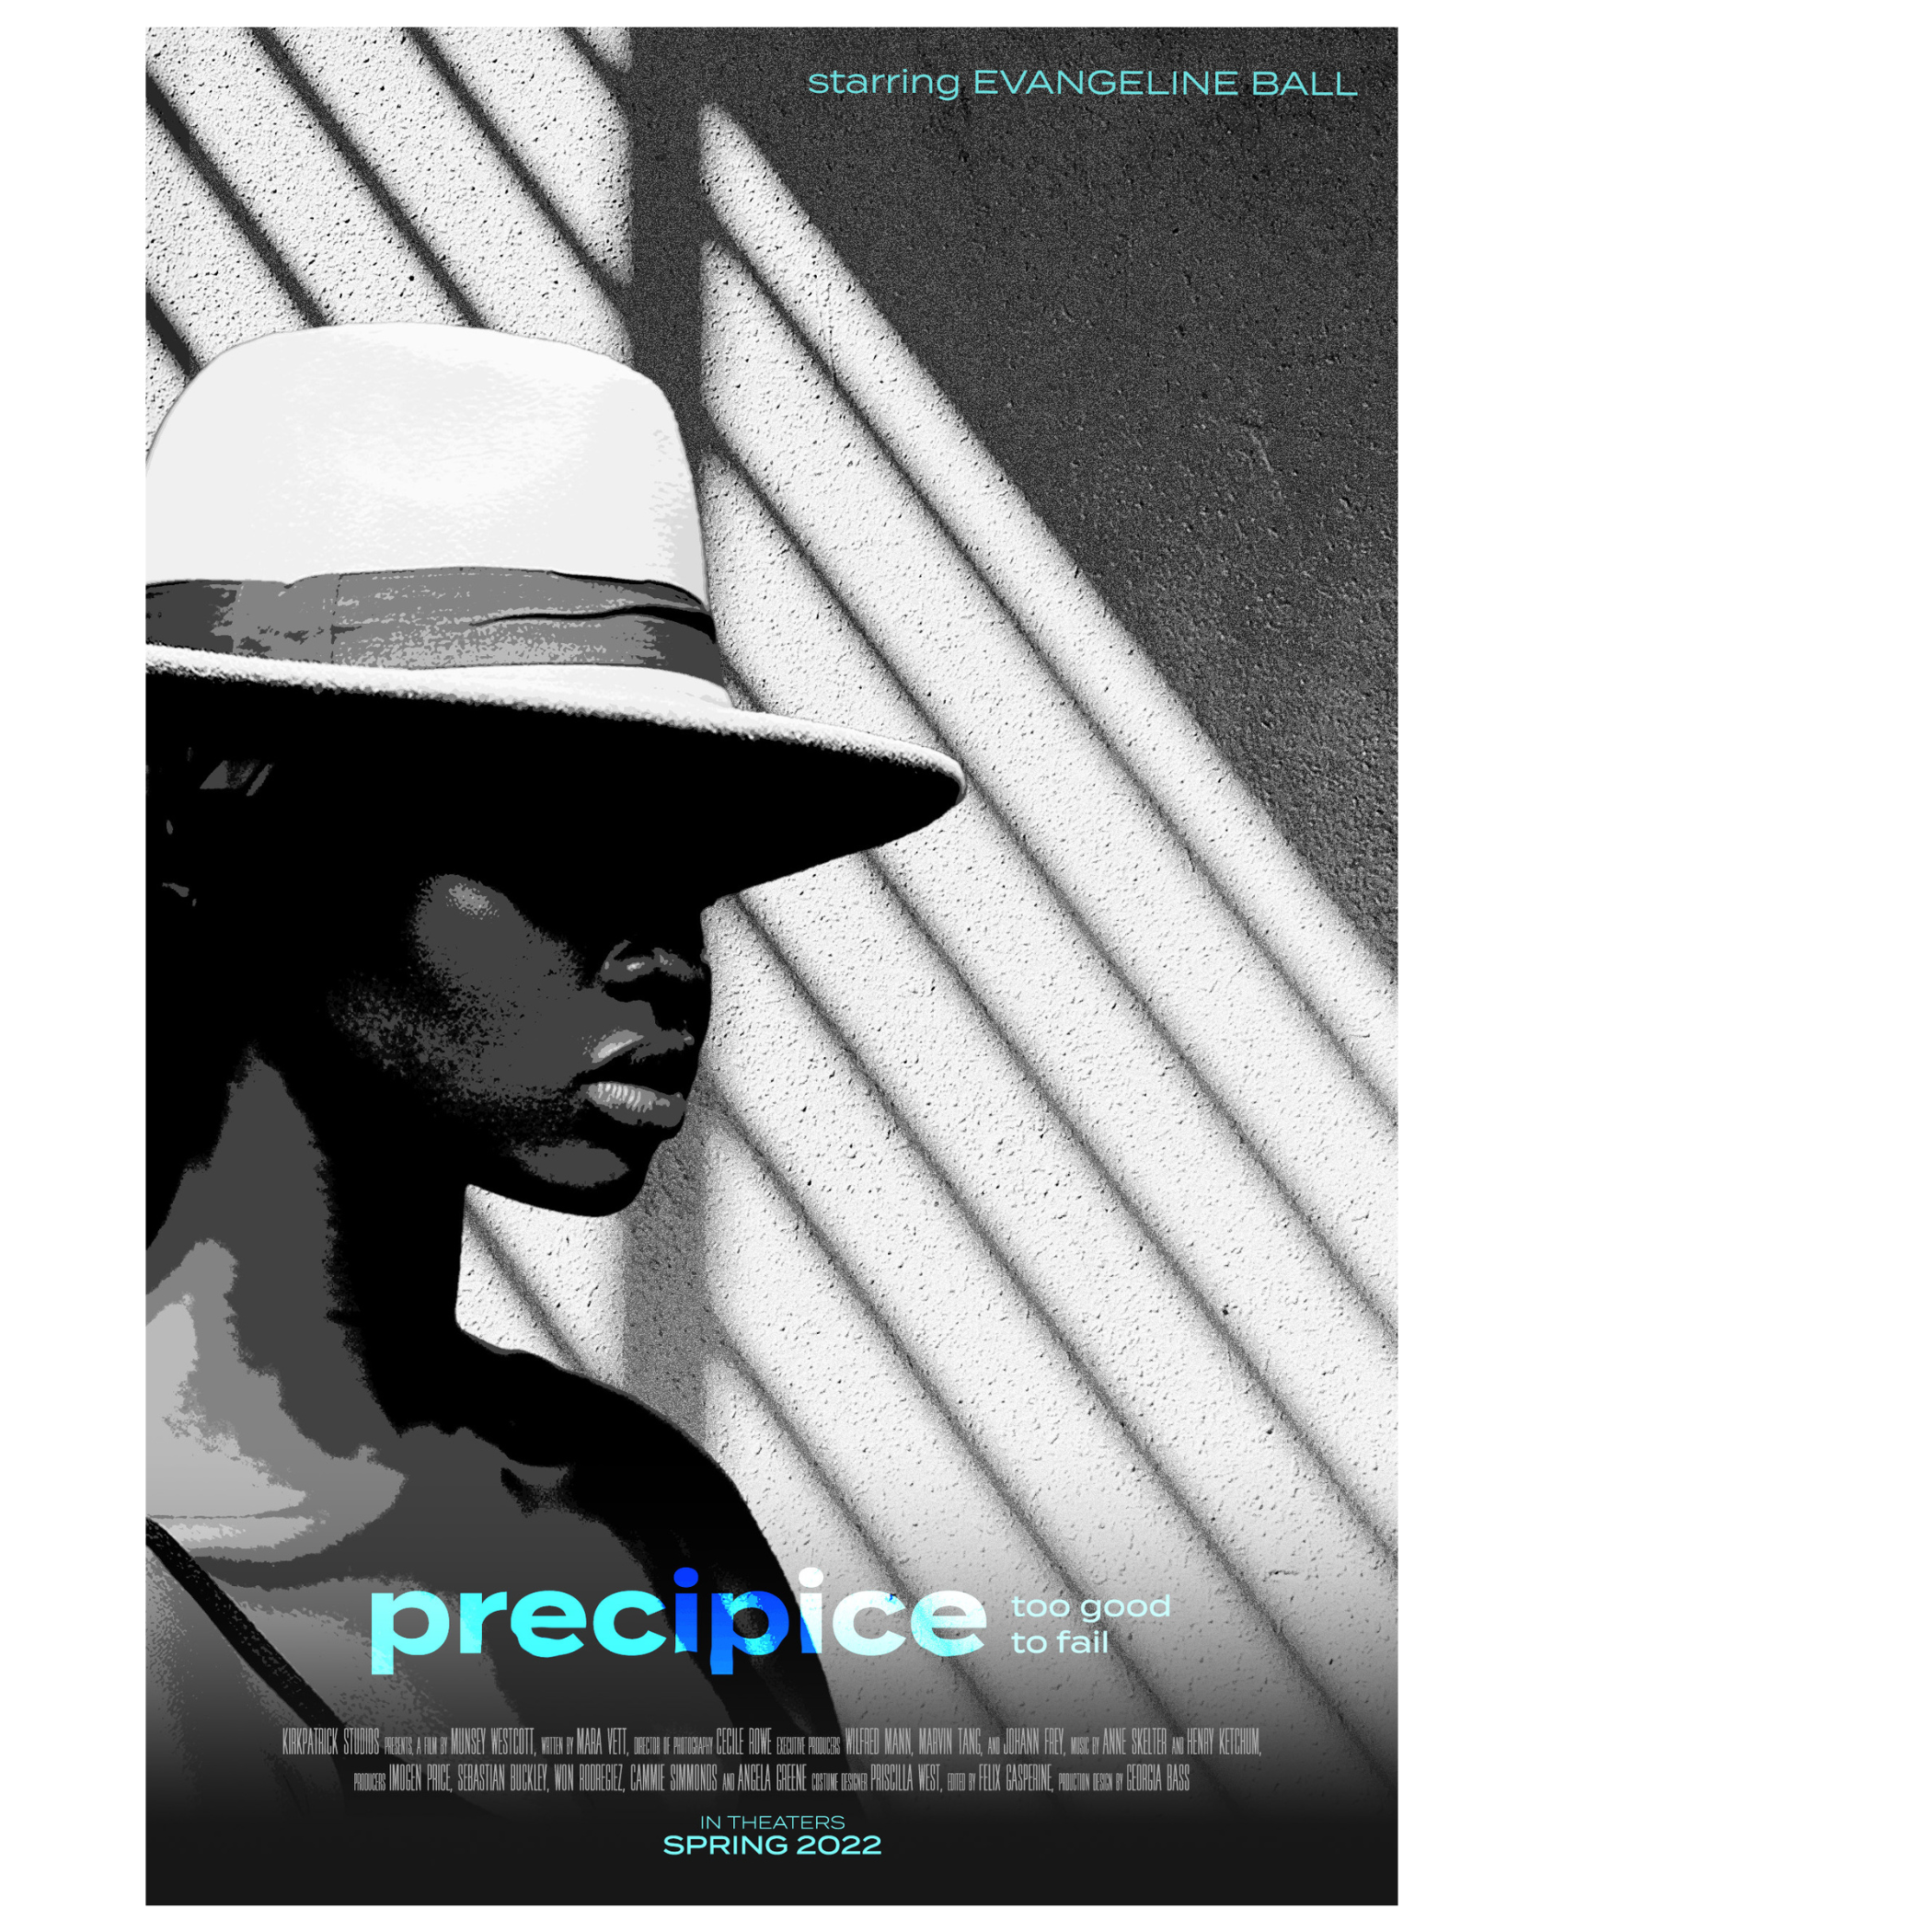 starring EVANGELINE BALL
precipice
too good
to fail
KIRKPATRICK STUDIOS PRESENTS, A FILM BY MUNSEY WESTCOTT, WRITTEN BY MARA VETT, DIRECTOR OF PHOTOGRAPHY CECILE ROWE EXECUTIVE PRODUCERS WILFRED MANN, MARVIN TANG, AND JOHANN FREY, MUSIC BY ANNE SKELTER AND HENRY KETCHUM,
PRODUCERS IMOGEN PRICE, SEBASTIAN BUCKLEY, WON RODREGIEZ, CAMMIE SIMMONDS AND ANGELA GREENE COSTUME DESIGNER PRISCILLA WEST, EDITED BY FELIX GASPERINE, DESIGN BY GEORGIA BASS
IN THEATERS
SPRING 2022